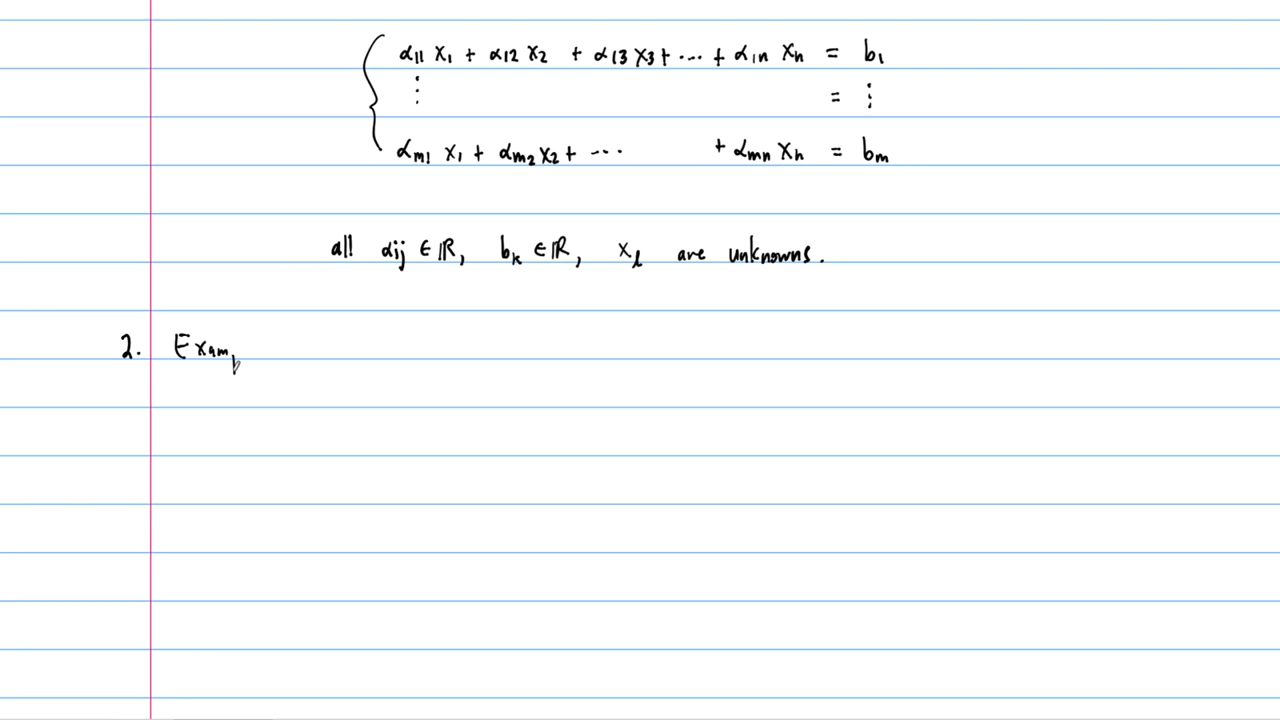 α11 x1 + α12 x2 + α13 x3 + ... + α1n xn = b1
⋮ = ⋮
αm1 x1 + αm2 x2 + ... + αmn xn = bm
all αij ∈ ℝ, bk ∈ ℝ, xl are unknowns.
2. Examp